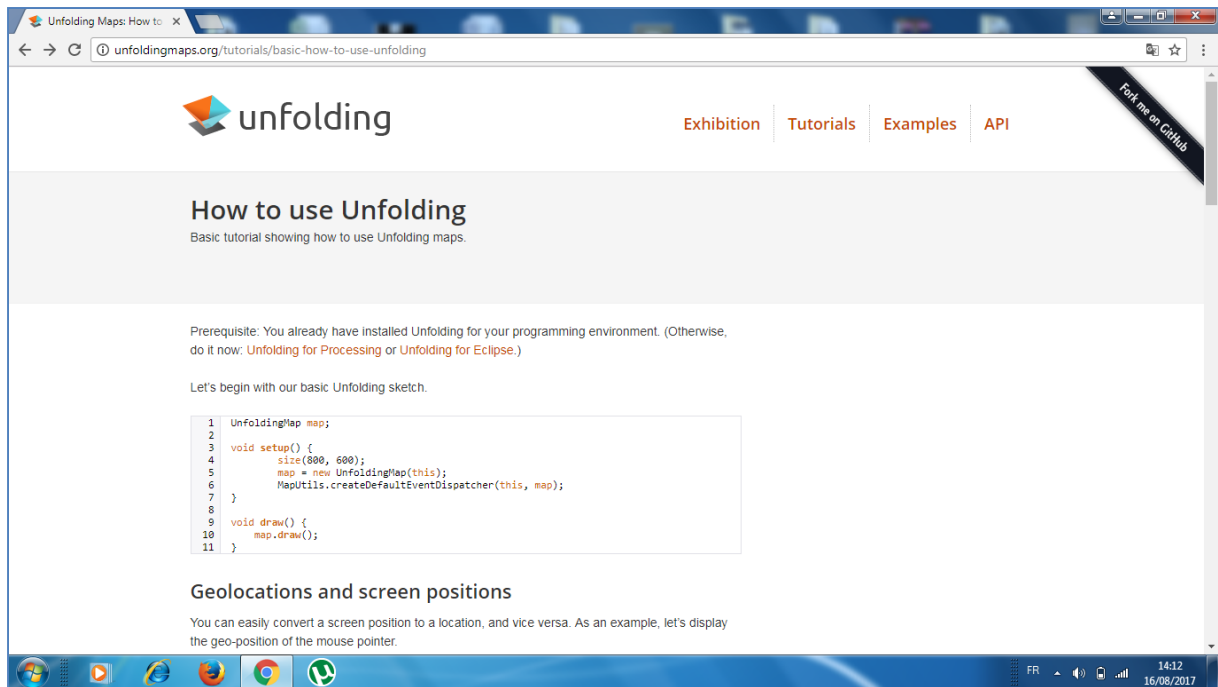 Unfolding Maps: How to
unfoldingmaps.org/tutorials/basic-how-to-use-unfolding
unfolding
Exhibition
Tutorials
Examples
API
Fork me on GitHub
How to use Unfolding
Basic tutorial showing how to use Unfolding maps.
Prerequisite: You already have installed Unfolding for your programming environment. (Otherwise,
do it now: Unfolding for Processing or Unfolding for Eclipse.)
Let's begin with our basic Unfolding sketch.
1 UnfoldingMap map;
2
3 void setup() {
4 size(800, 600);
5 map = new UnfoldingMap(this);
6 MapUtils.createDefaultEventDispatcher(this, map);
7 }
8
9 void draw() {
10 map.draw();
11 }
Geolocations and screen positions
You can easily convert a screen position to a location, and vice versa. As an example, let's display
the geo-position of the mouse pointer.
FR
14:12
16/08/2017